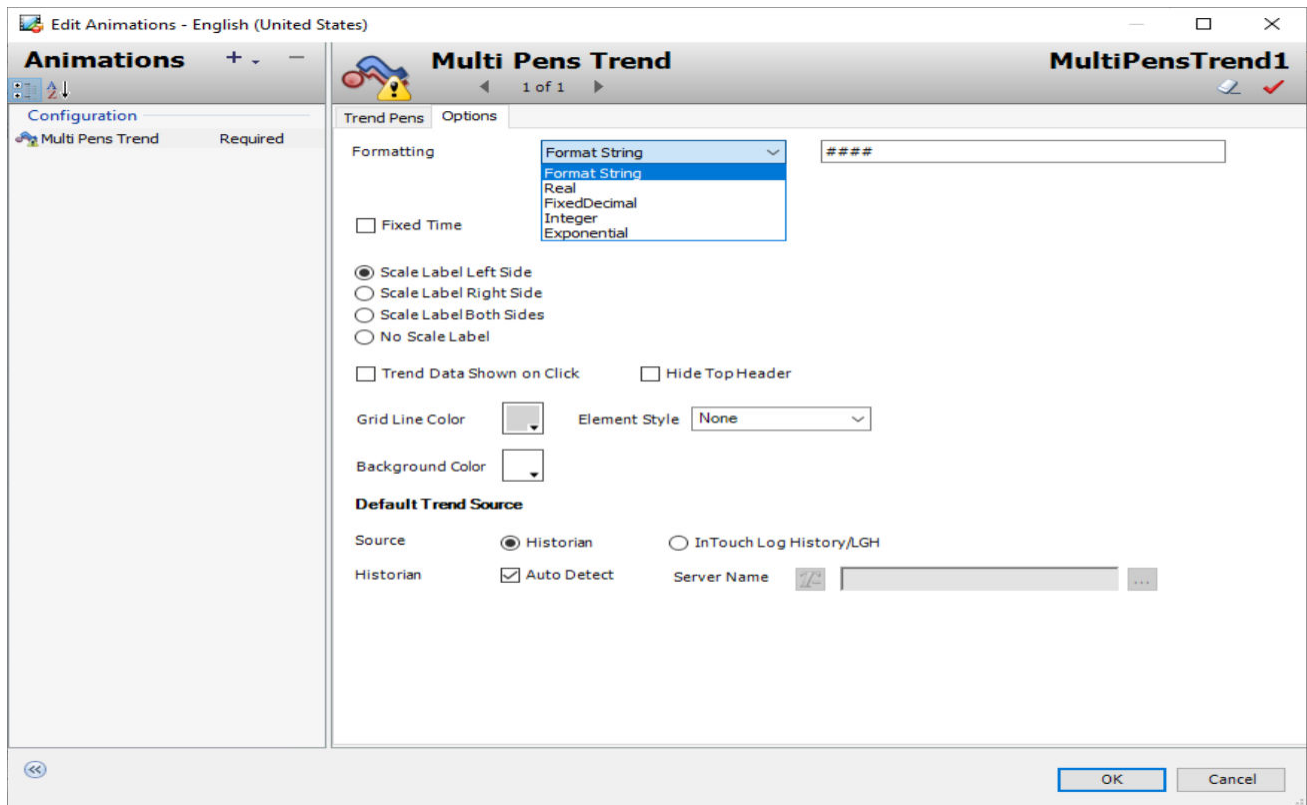 Edit Animations - English (United States)
Animations
Multi Pens Trend
MultiPensTrend1
1 of 1
Configuration
Multi Pens Trend Required
Trend Pens Options
Formatting Format String ####
Format String
Real
FixedDecimal
Integer
Exponential
Fixed Time
Scale Label Left Side
Scale Label Right Side
Scale Label Both Sides
No Scale Label
Trend Data Shown on Click Hide Top Header
Grid Line Color Element Style None
Background Color
Default Trend Source
Source Historian InTouch Log History/LGH
Historian Auto Detect Server Name ...
OK Cancel